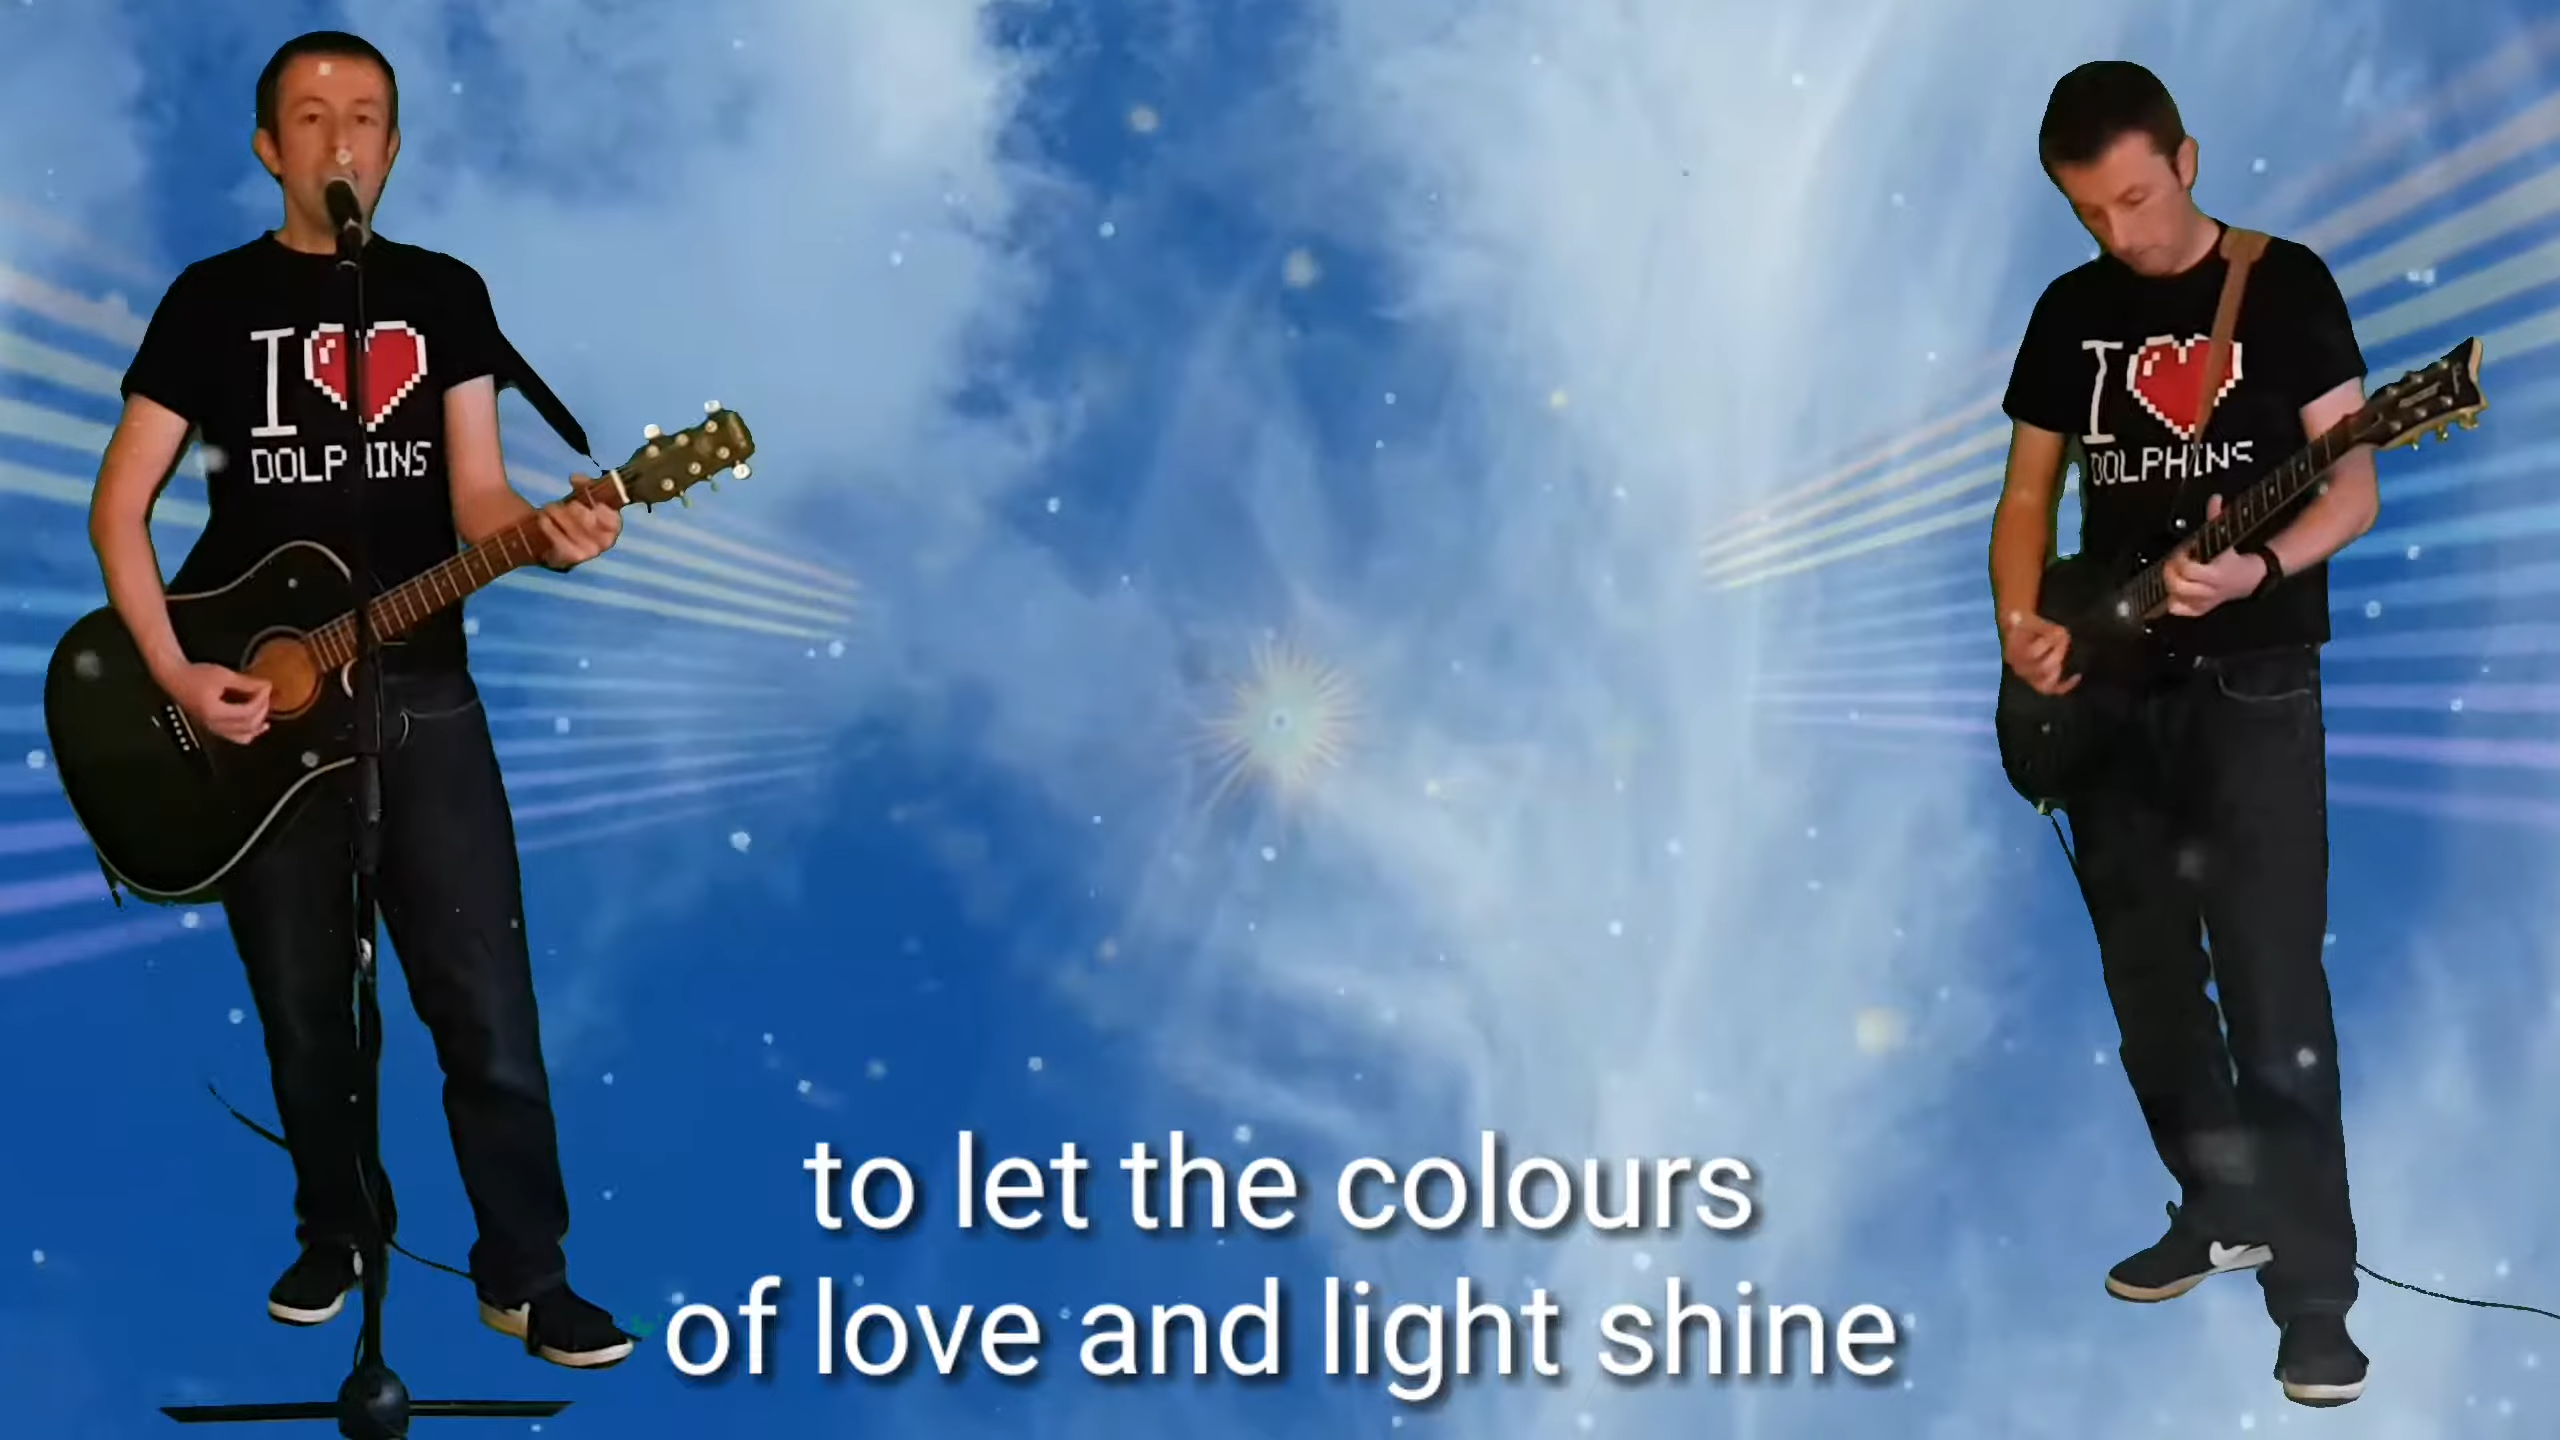 I
DOLPHINS
I
DOLPHINS
to let the colours
of love and light shine